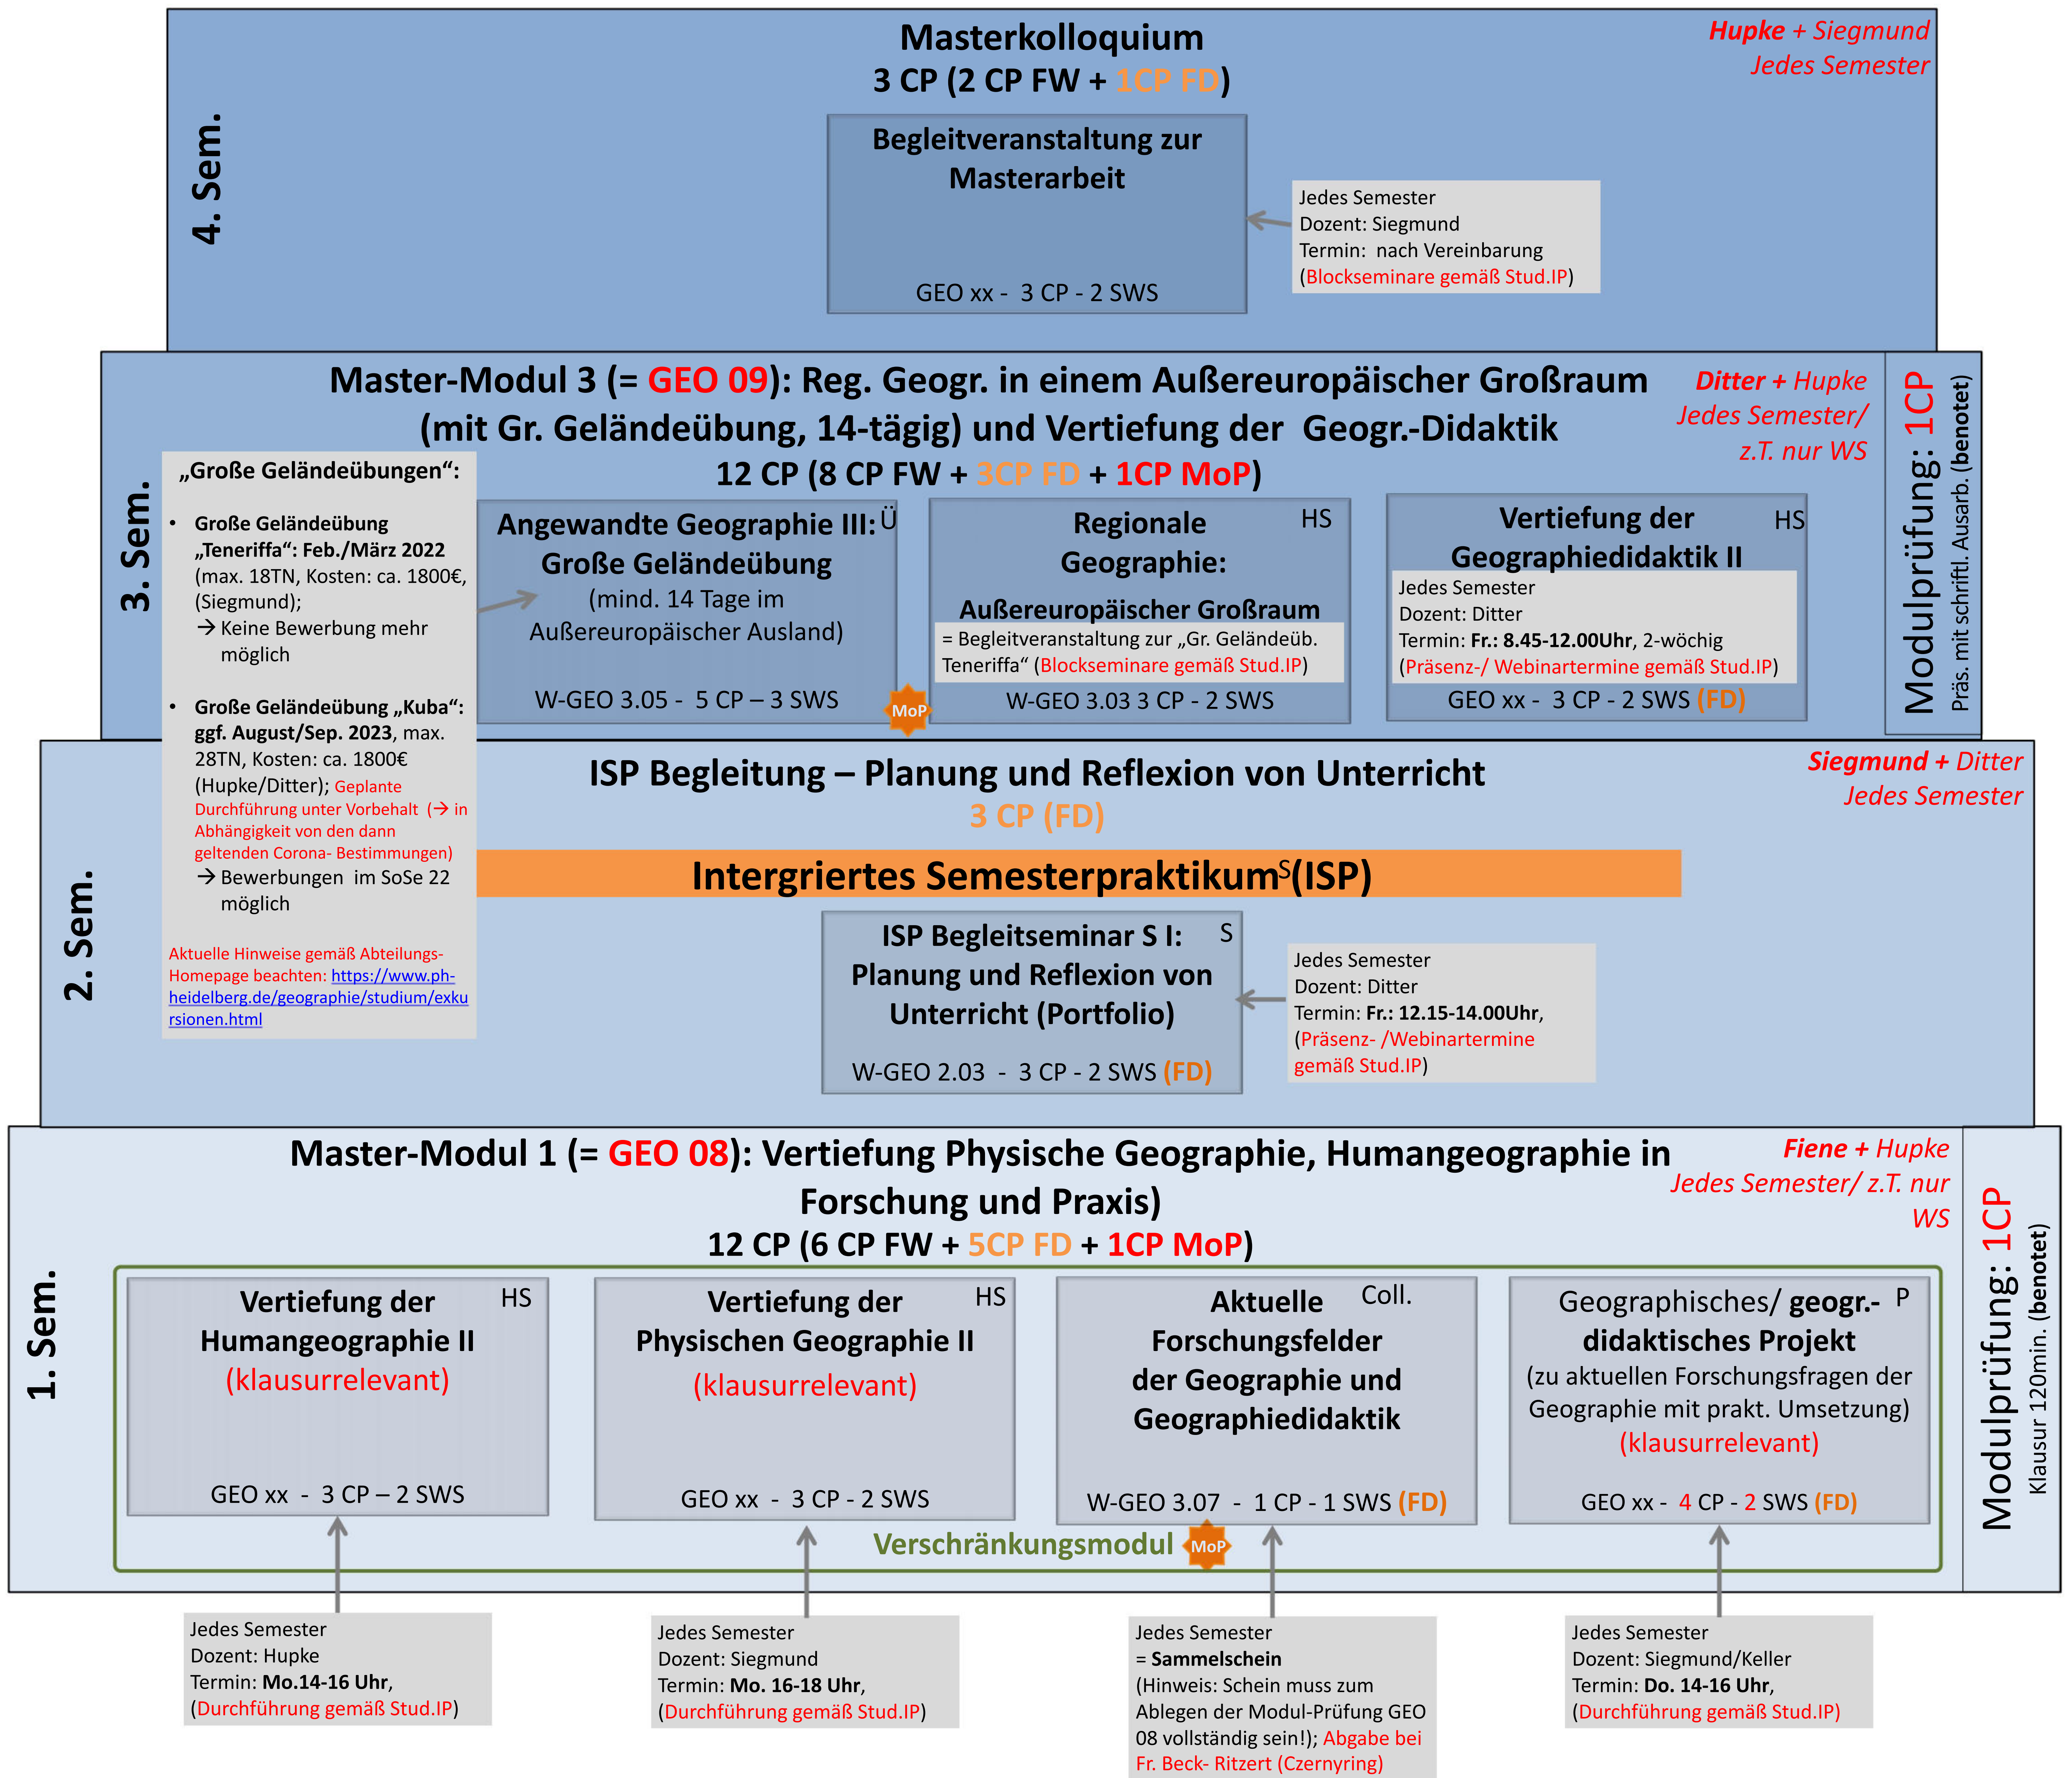 Masterkolloquium
3 CP (2 CP FW + 1CP FD)
Hupke + Siegmund
Jedes Semester
4. Sem.
Begleitveranstaltung zur
Masterarbeit
GEO xx - 3 CP - 2 SWS
Jedes Semester
Dozent: Siegmund
Termin: nach Vereinbarung
(Blockseminare gemäß Stud.IP)
Master-Modul 3 (= GEO 09): Reg. Geogr. in einem Außereuropäischer Großraum
(mit Gr. Geländeübung, 14-tägig) und Vertiefung der Geogr.-Didaktik
12 CP (8 CP FW + 3CP FD + 1CP MoP)
Ditter + Hupke
Jedes Semester/
z.T. nur WS
Modulprüfung: 1CP
Präs. mit schriftl. Ausarb. (benotet)
3. Sem.
„Große Geländeübungen“:
• Große Geländeübung
„Teneriffa“: Feb./März 2022
(max. 18TN, Kosten: ca. 1800€,
(Siegmund);
→ Keine Bewerbung mehr
möglich
• Große Geländeübung „Kuba“:
ggf. August/Sep. 2023, max.
28TN, Kosten: ca. 1800€
(Hupke/Ditter); Geplante
Durchführung unter Vorbehalt (→ in
Abhängigkeit von den dann
geltenden Corona- Bestimmungen)
→ Bewerbungen im SoSe 22
möglich
Aktuelle Hinweise gemäß Abteilungs-
Homepage beachten: https://www.ph-
heidelberg.de/geographie/studium/exku
rsionen.html
Angewandte Geographie III: Ü
Große Geländeübung
(mind. 14 Tage im
Außereuropäischer Ausland)
W-GEO 3.05 - 5 CP – 3 SWS
MoP
Regionale HS
Geographie:
Außereuropäischer Großraum
= Begleitveranstaltung zur „Gr. Geländeüb.
Teneriffa“ (Blockseminare gemäß Stud.IP)
W-GEO 3.03 3 CP - 2 SWS
Vertiefung der HS
Geographiedidaktik II
Jedes Semester
Dozent: Ditter
Termin: Fr.: 8.45-12.00Uhr, 2-wöchig
(Präsenz-/ Webinartermine gemäß Stud.IP)
GEO xx - 3 CP - 2 SWS (FD)
ISP Begleitung – Planung und Reflexion von Unterricht
3 CP (FD)
Siegmund + Ditter
Jedes Semester
2. Sem.
Intergriertes Semesterpraktikum S (ISP)
ISP Begleitseminar S I: S
Planung und Reflexion von
Unterricht (Portfolio)
W-GEO 2.03 - 3 CP - 2 SWS (FD)
Jedes Semester
Dozent: Ditter
Termin: Fr.: 12.15-14.00Uhr,
(Präsenz- /Webinartermine
gemäß Stud.IP)
Master-Modul 1 (= GEO 08): Vertiefung Physische Geographie, Humangeographie in
Forschung und Praxis)
12 CP (6 CP FW + 5CP FD + 1CP MoP)
Fiene + Hupke
Jedes Semester/ z.T. nur
WS
Modulprüfung: 1CP
Klausur 120min. (benotet)
1. Sem.
Vertiefung der HS
Humangeographie II
(klausurrelevant)
GEO xx - 3 CP – 2 SWS
Vertiefung der HS
Physischen Geographie II
(klausurrelevant)
GEO xx - 3 CP - 2 SWS
Aktuelle Coll.
Forschungsfelder
der Geographie und
Geographiedidaktik
W-GEO 3.07 - 1 CP - 1 SWS (FD)
Geographisches/ geogr.- P
didaktisches Projekt
(zu aktuellen Forschungsfragen der
Geographie mit prakt. Umsetzung)
(klausurrelevant)
GEO xx - 4 CP - 2 SWS (FD)
Verschränkungsmodul MoP
Jedes Semester
Dozent: Hupke
Termin: Mo.14-16 Uhr,
(Durchführung gemäß Stud.IP)
Jedes Semester
Dozent: Siegmund
Termin: Mo. 16-18 Uhr,
(Durchführung gemäß Stud.IP)
Jedes Semester
= Sammelschein
(Hinweis: Schein muss zum
Ablegen der Modul-Prüfung GEO
08 vollständig sein!); Abgabe bei
Fr. Beck- Ritzert (Czernyring)
Jedes Semester
Dozent: Siegmund/Keller
Termin: Do. 14-16 Uhr,
(Durchführung gemäß Stud.IP)